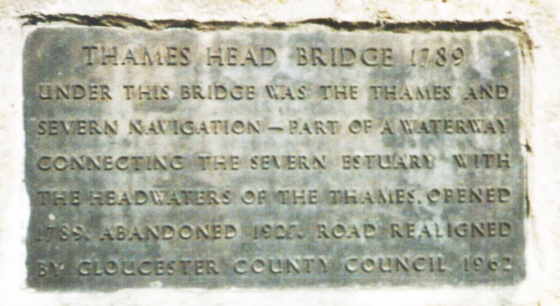 THAMES HEAD BRIDGE 1789
UNDER THIS BRIDGE WAS THE THAMES AND
SEVERN NAVIGATION – PART OF A WATERWAY
CONNECTING THE SEVERN ESTUARY WITH
THE HEADWATERS OF THE THAMES. OPENED
1789. ABANDONED 1927. ROAD REALIGNED
BY GLOUCESTER COUNTY COUNCIL 1962